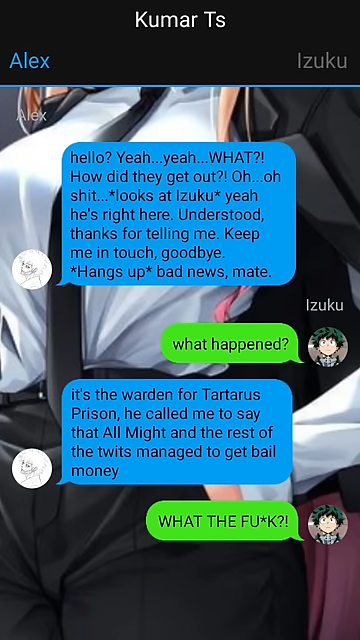 Kumar Ts
Alex
Izuku
Alex
hello? Yeah...yeah...WHAT?!
How did they get out?! Oh...oh
shit...*looks at Izuku* yeah
he's right here. Understood,
thanks for telling me. Keep
me in touch, goodbye.
*Hangs up* bad news, mate.
Izuku
what happened?
it's the warden for Tartarus
Prison, he called me to say
that All Might and the rest of
the twits managed to get bail
money
WHAT THE FU*K?!